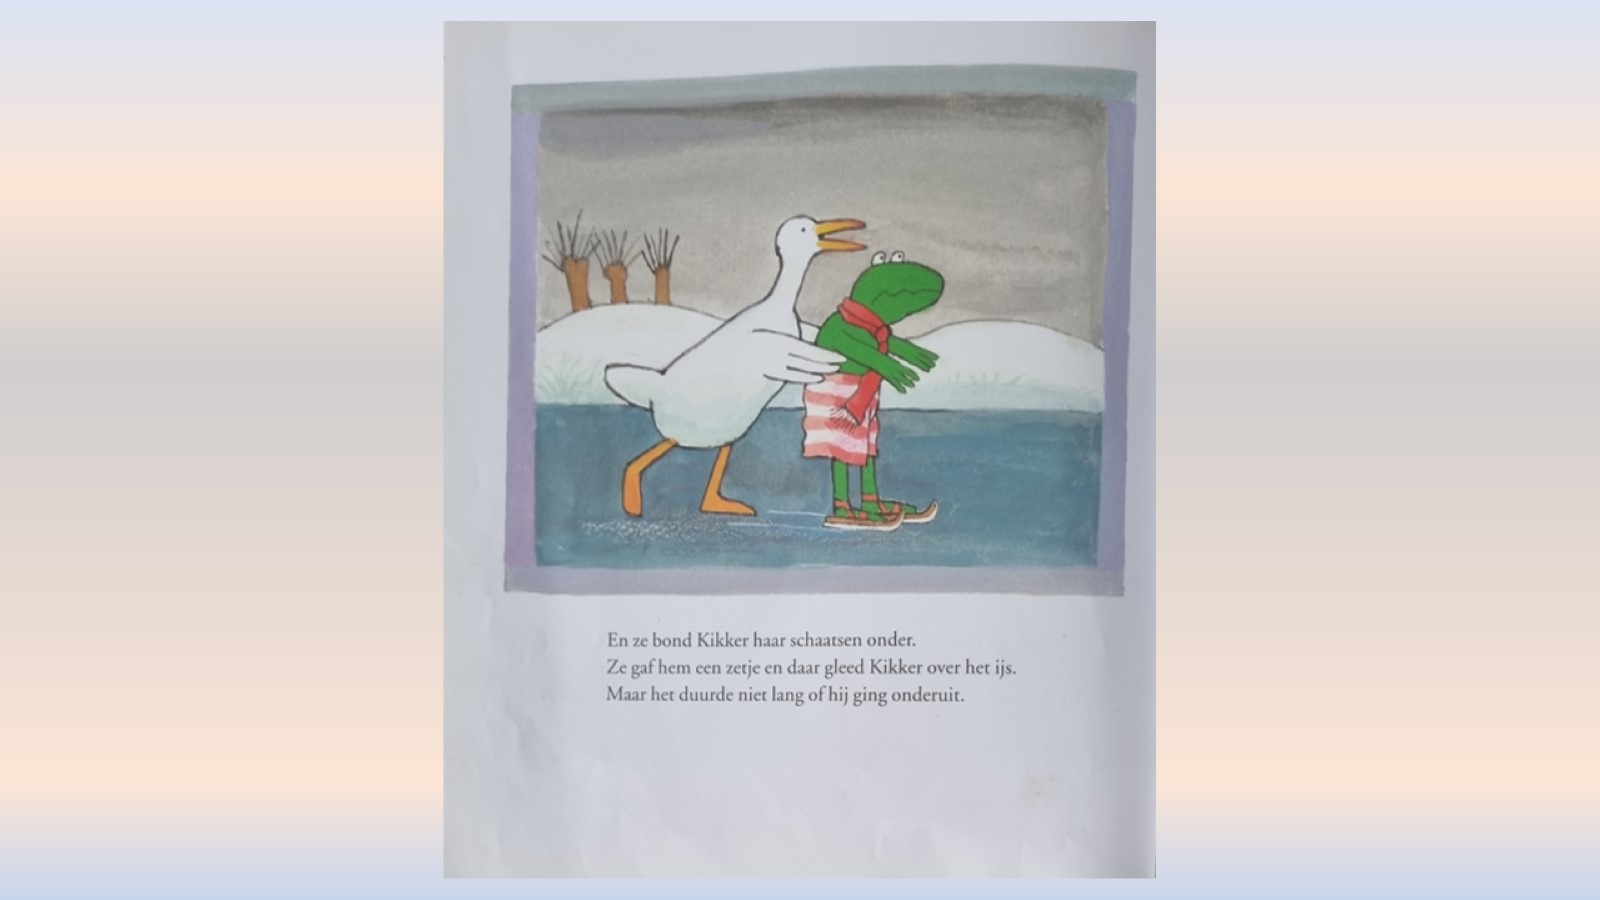 En ze bond Kikker haar schaatsen onder.
Ze gaf hem een zetje en daar gleed Kikker over het ijs.
Maar het duurde niet lang of hij ging onderuit.